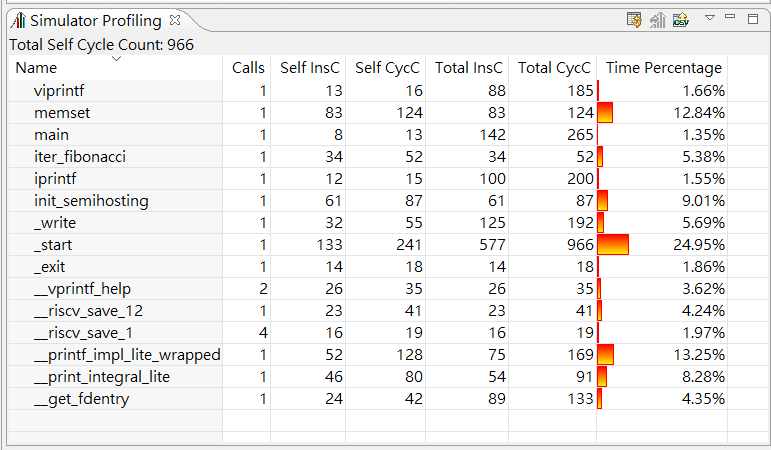 Simulator Profiling
CSV
Total Self Cycle Count: 966
Name Calls Self InsC Self CycC Total InsC Total CycC Time Percentage
viprintf 1 13 16 88 185 1.66%
memset 1 83 124 83 124 12.84%
main 1 8 13 142 265 1.35%
iter_fibonacci 1 34 52 34 52 5.38%
iprintf 1 12 15 100 200 1.55%
init_semihosting 1 61 87 61 87 9.01%
_write 1 32 55 125 192 5.69%
_start 1 133 241 577 966 24.95%
_exit 1 14 18 14 18 1.86%
__vprintf_help 2 26 35 26 35 3.62%
__riscv_save_12 1 23 41 23 41 4.24%
__riscv_save_1 4 16 19 16 19 1.97%
__printf_impl_lite_wrapped 1 52 128 75 169 13.25%
__print_integral_lite 1 46 80 54 91 8.28%
__get_fdentry 1 24 42 89 133 4.35%